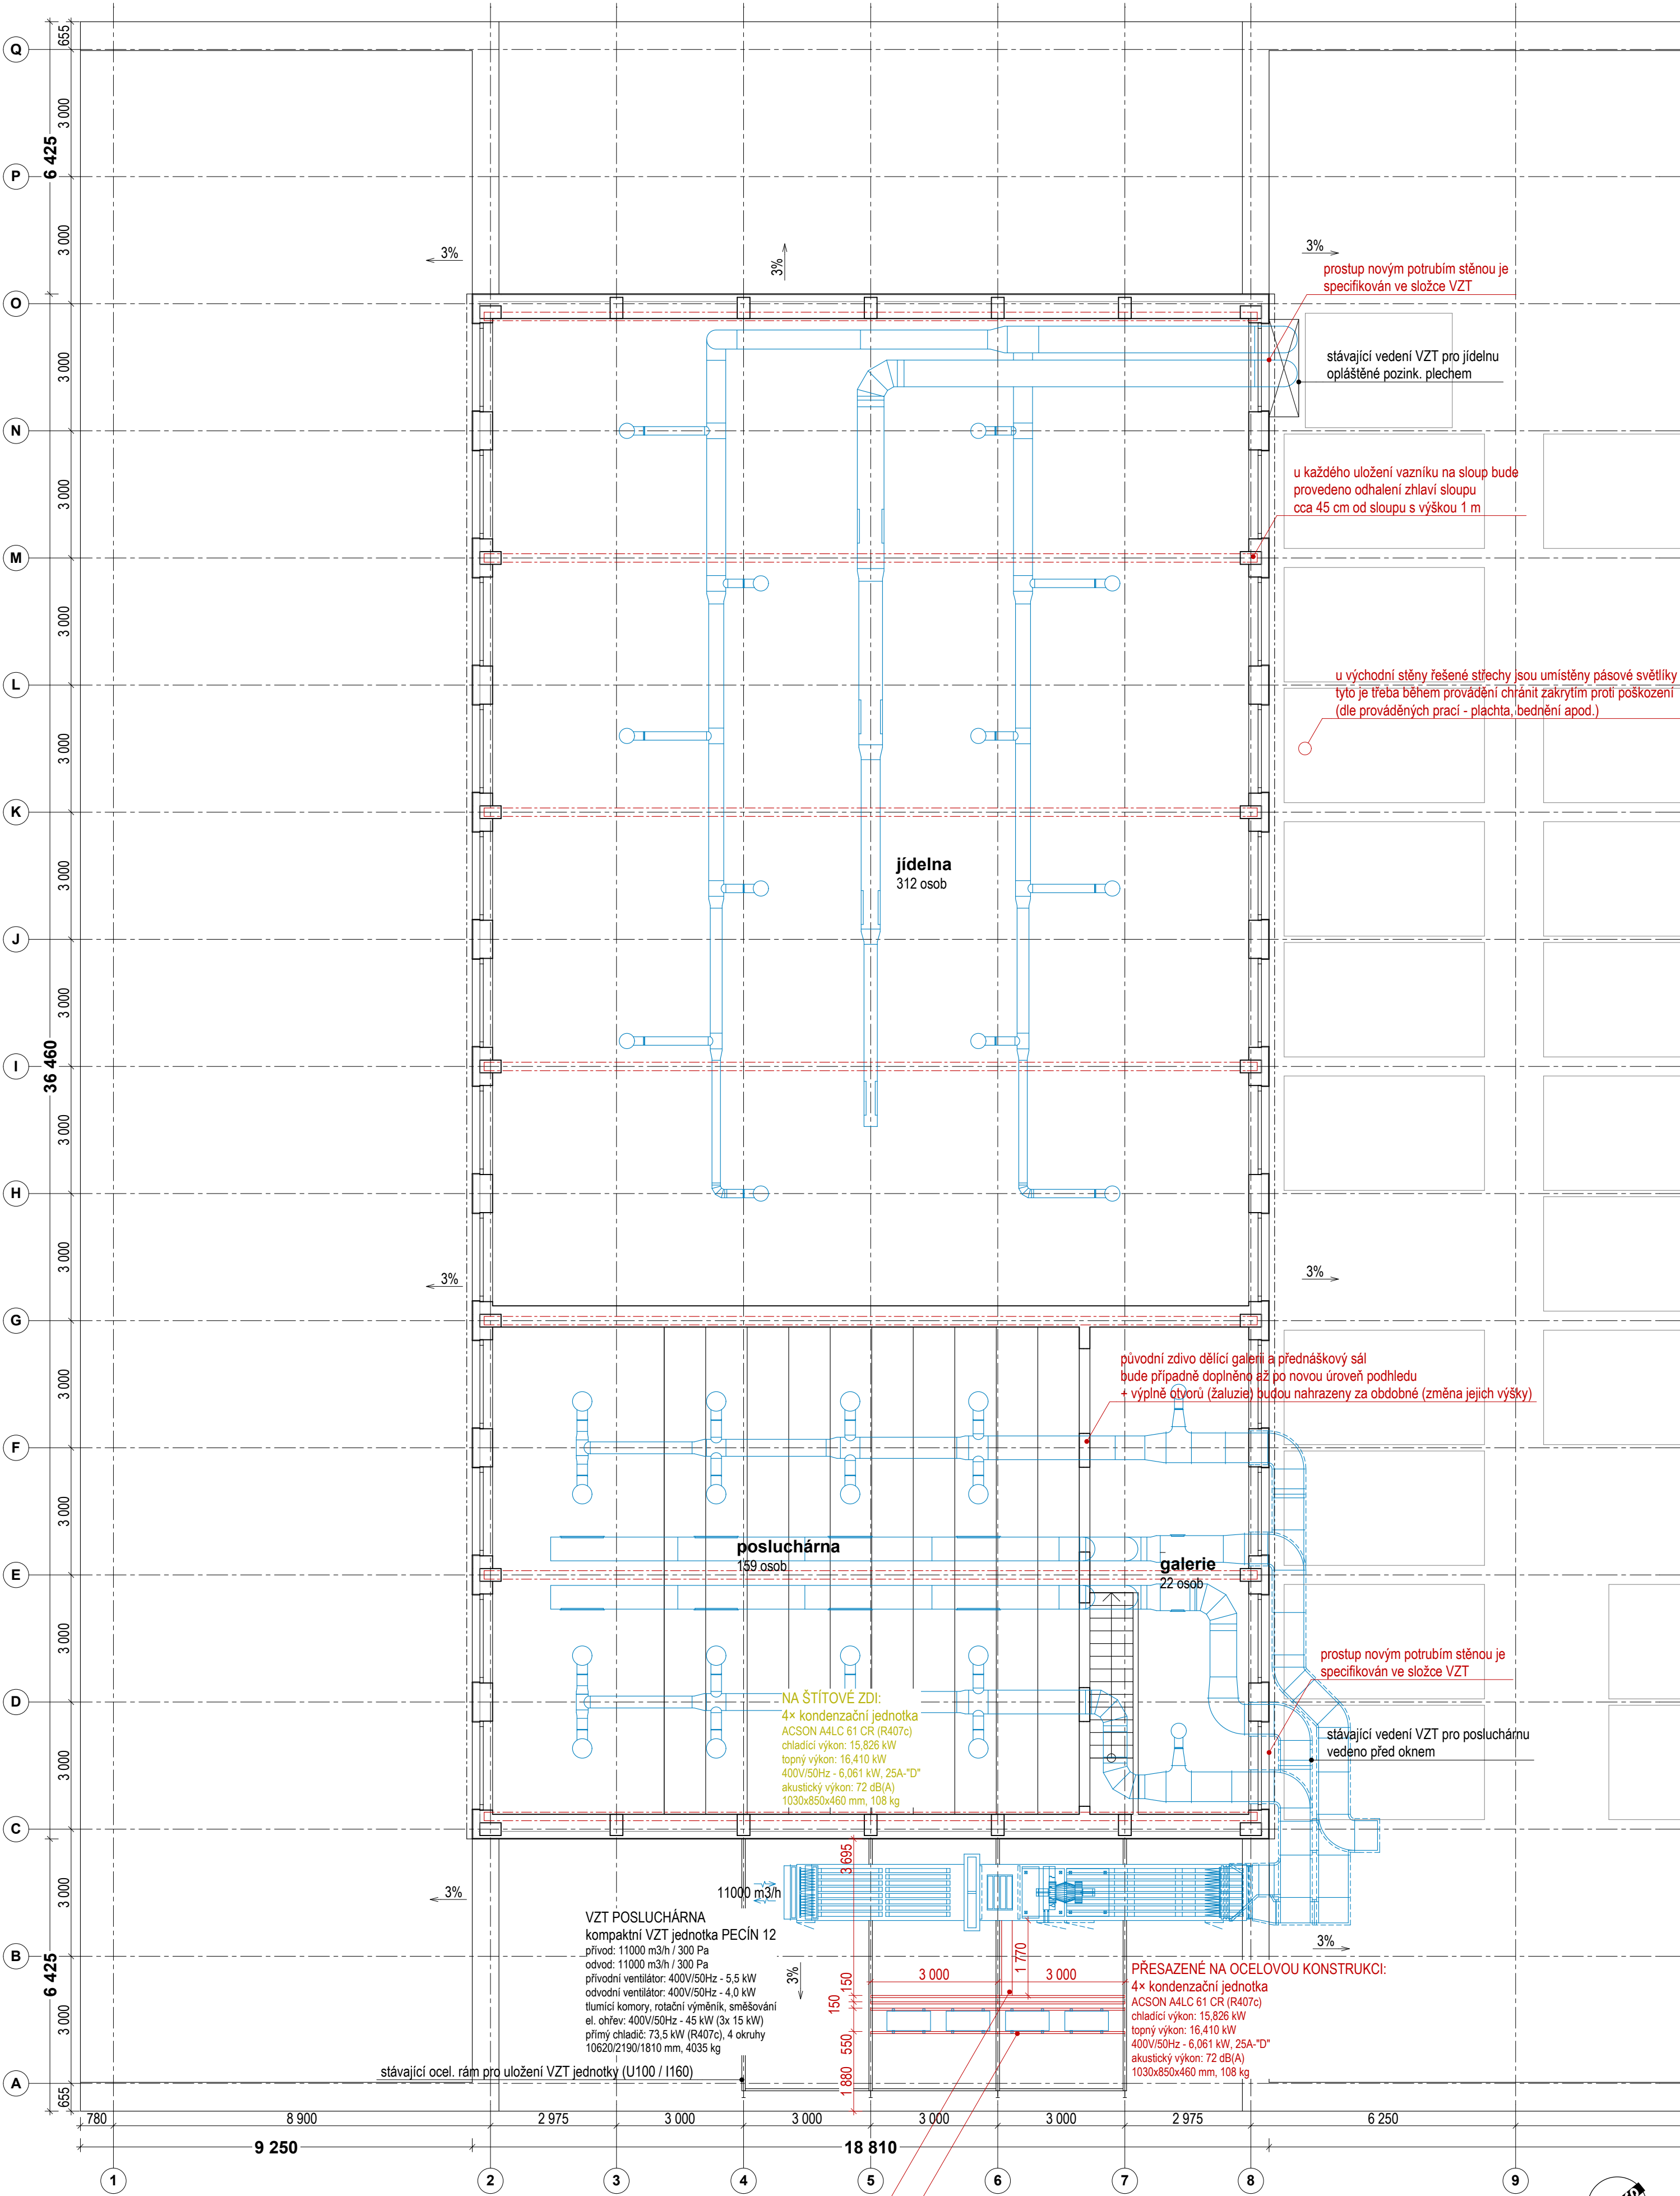 Q
P
O
N
M
L
K
J
I
H
G
F
E
D
C
B
A
655
3 000
3 000
6 425
3 000
3 000
3 000
3 000
3 000
3 000
3 000
3 000
3 000
3 000
3 000
3 000
36 460
3 000
3 000
655
6 425
3%
3%
3%
prostup novým potrubím stěnou je
specifikován ve složce VZT
stávající vedení VZT pro jídelnu
opláštěné pozink. plechem
u každého uložení vazníku na sloup bude
provedeno odhalení zhlaví sloupu
cca 45 cm od sloupu s výškou 1 m
u východní stěny řešené střechy jsou umístěny pásové světlíky
tyto je třeba během provádění chránit zakrytím proti poškození
(dle prováděných prací - plachta, bednění apod.)
jídelna
312 osob
3%
3%
původní zdivo dělící galerii a přednáškový sál
bude případně doplněno až po novou úroveň podhledu
+ výplně otvorů (žaluzie) budou nahrazeny za obdobné (změna jejich výšky)
posluchárna
159 osob
galerie
22 osob
prostup novým potrubím stěnou je
specifikován ve složce VZT
stávající vedení VZT pro posluchárnu
vedeno před oknem
NA ŠTÍTOVÉ ZDI:
4× kondenzační jednotka
ACSON A4LC 61 CR (R407c)
chladící výkon: 15,826 kW
topný výkon: 16,410 kW
400V/50Hz - 6,061 kW, 25A-"D"
akustický výkon: 72 dB(A)
1030x850x460 mm, 108 kg
3%
11000 m3/h
3 695
1 770
3%
3%
VZT POSLUCHÁRNA
kompaktní VZT jednotka PECÍN 12
přívod: 11000 m3/h / 300 Pa
odvod: 11000 m3/h / 300 Pa
přívodní ventilátor: 400V/50Hz - 5,5 kW
odvodní ventilátor: 400V/50Hz - 4,0 kW
tlumící komory, rotační výměník, směšování
el. ohřev: 400V/50Hz - 45 kW (3x 15 kW)
přímý chladič: 73,5 kW (R407c), 4 okruhy
10620/2190/1810 mm, 4035 kg
3 000
3 000
150
150
550
1 880
PŘESAZENÉ NA OCELOVOU KONSTRUKCI:
4× kondenzační jednotka
ACSON A4LC 61 CR (R407c)
chladící výkon: 15,826 kW
topný výkon: 16,410 kW
400V/50Hz - 6,061 kW, 25A-"D"
akustický výkon: 72 dB(A)
1030x850x460 mm, 108 kg
stávající ocel. rám pro uložení VZT jednotky (U100 / I160)
780
8 900
2 975
3 000
3 000
3 000
3 000
2 975
6 250
9 250
18 810
1
2
3
4
5
6
7
8
9